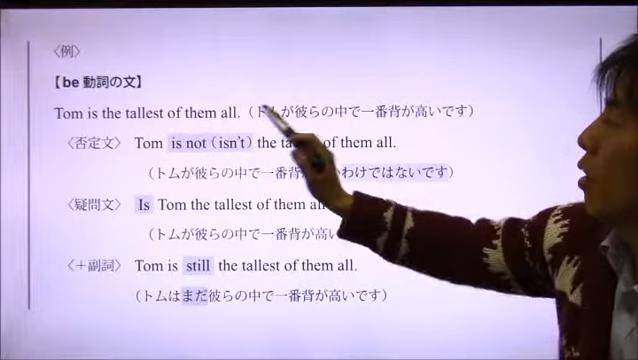 〈例〉
【be 動詞の文】
Tom is the tallest of them all.（トムが彼らの中で一番背が高いです）
〈否定文〉 Tom is not（isn't）the of them all.
（トムが彼らの中で一番背 わけではないです）
〈疑問文〉 Is Tom the tallest of them
（トムが彼らの中で一番背が高い
〈＋副詞〉 Tom is still the tallest of them all.
（トムはまだ彼らの中で一番背が高いです）